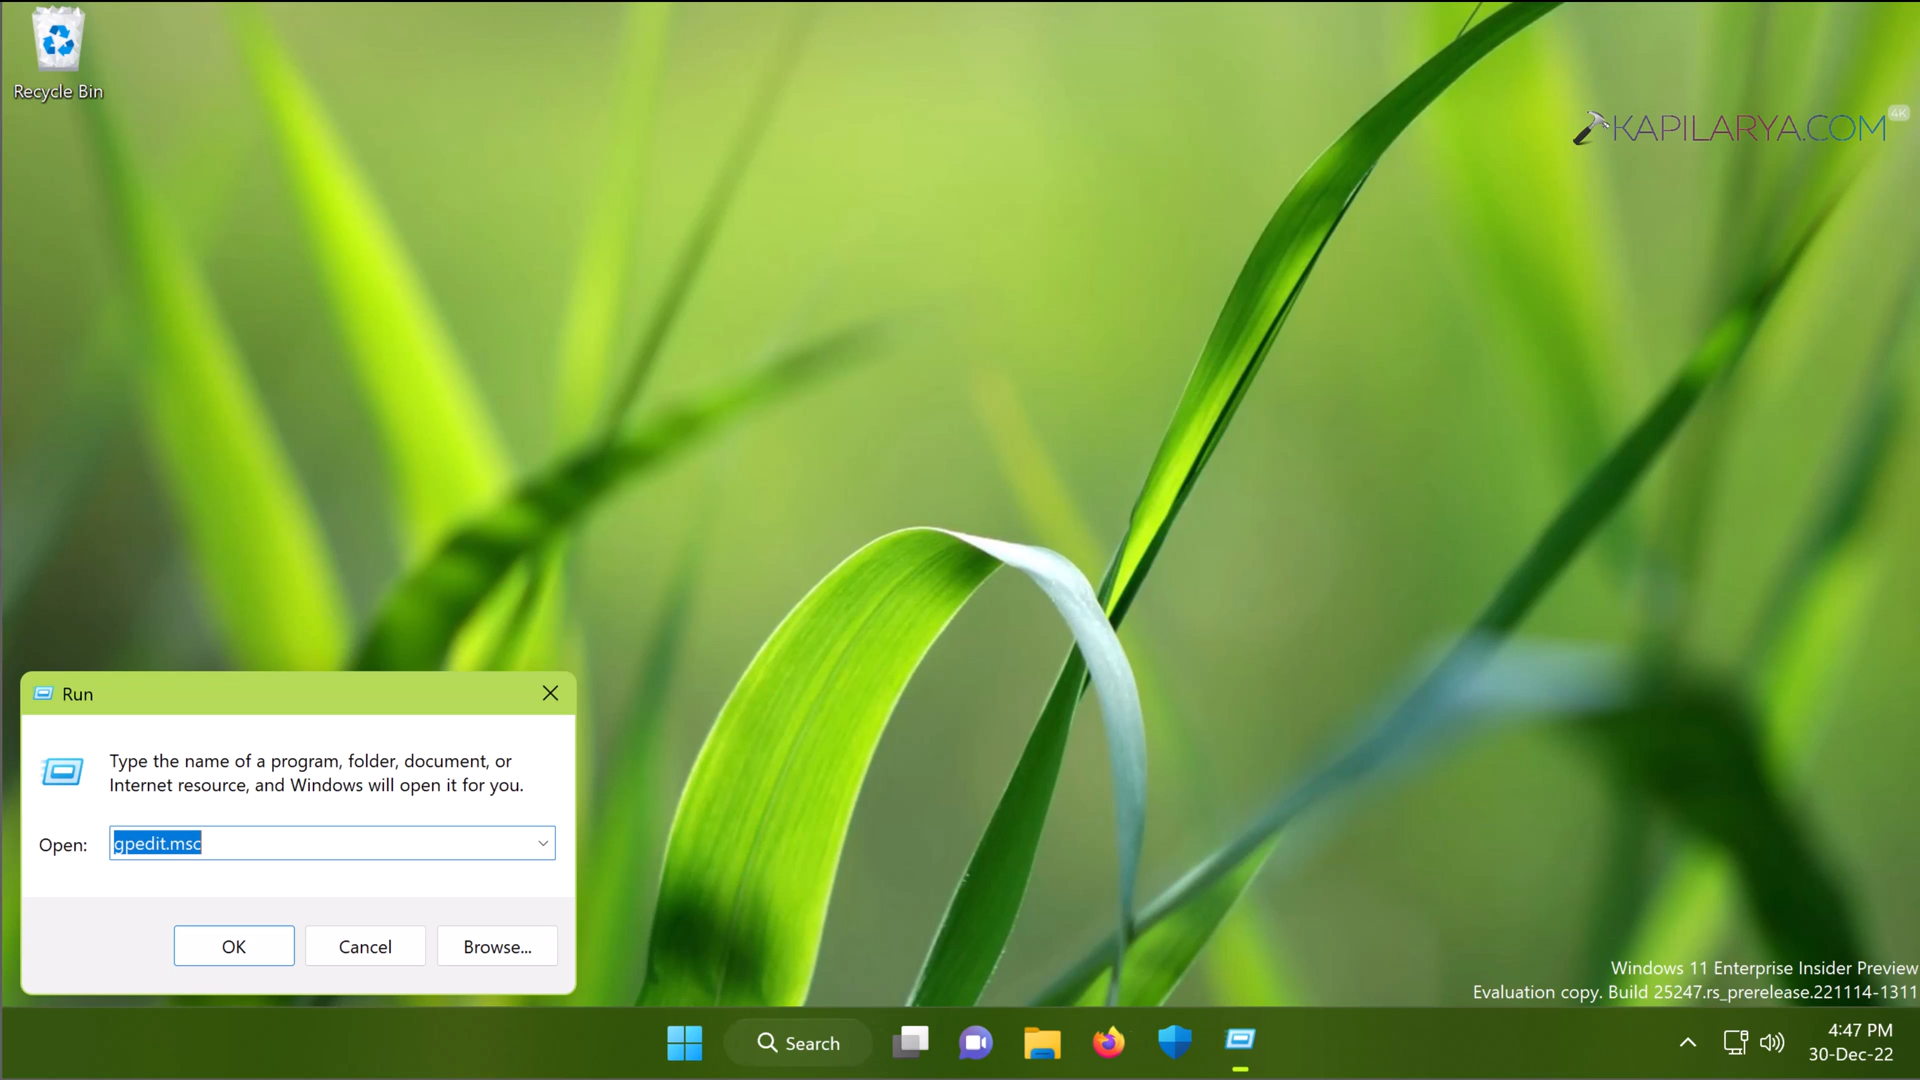 Recycle Bin
KAPILARYA.COM
4K
Run
Type the name of a program, folder, document, or
Internet resource, and Windows will open it for you.
Open:
gpedit.msc
OK
Cancel
Browse...
Windows 11 Enterprise Insider Preview
Evaluation copy. Build 25247.rs_prerelease.221114-1311
Search
4:47 PM
30-Dec-22